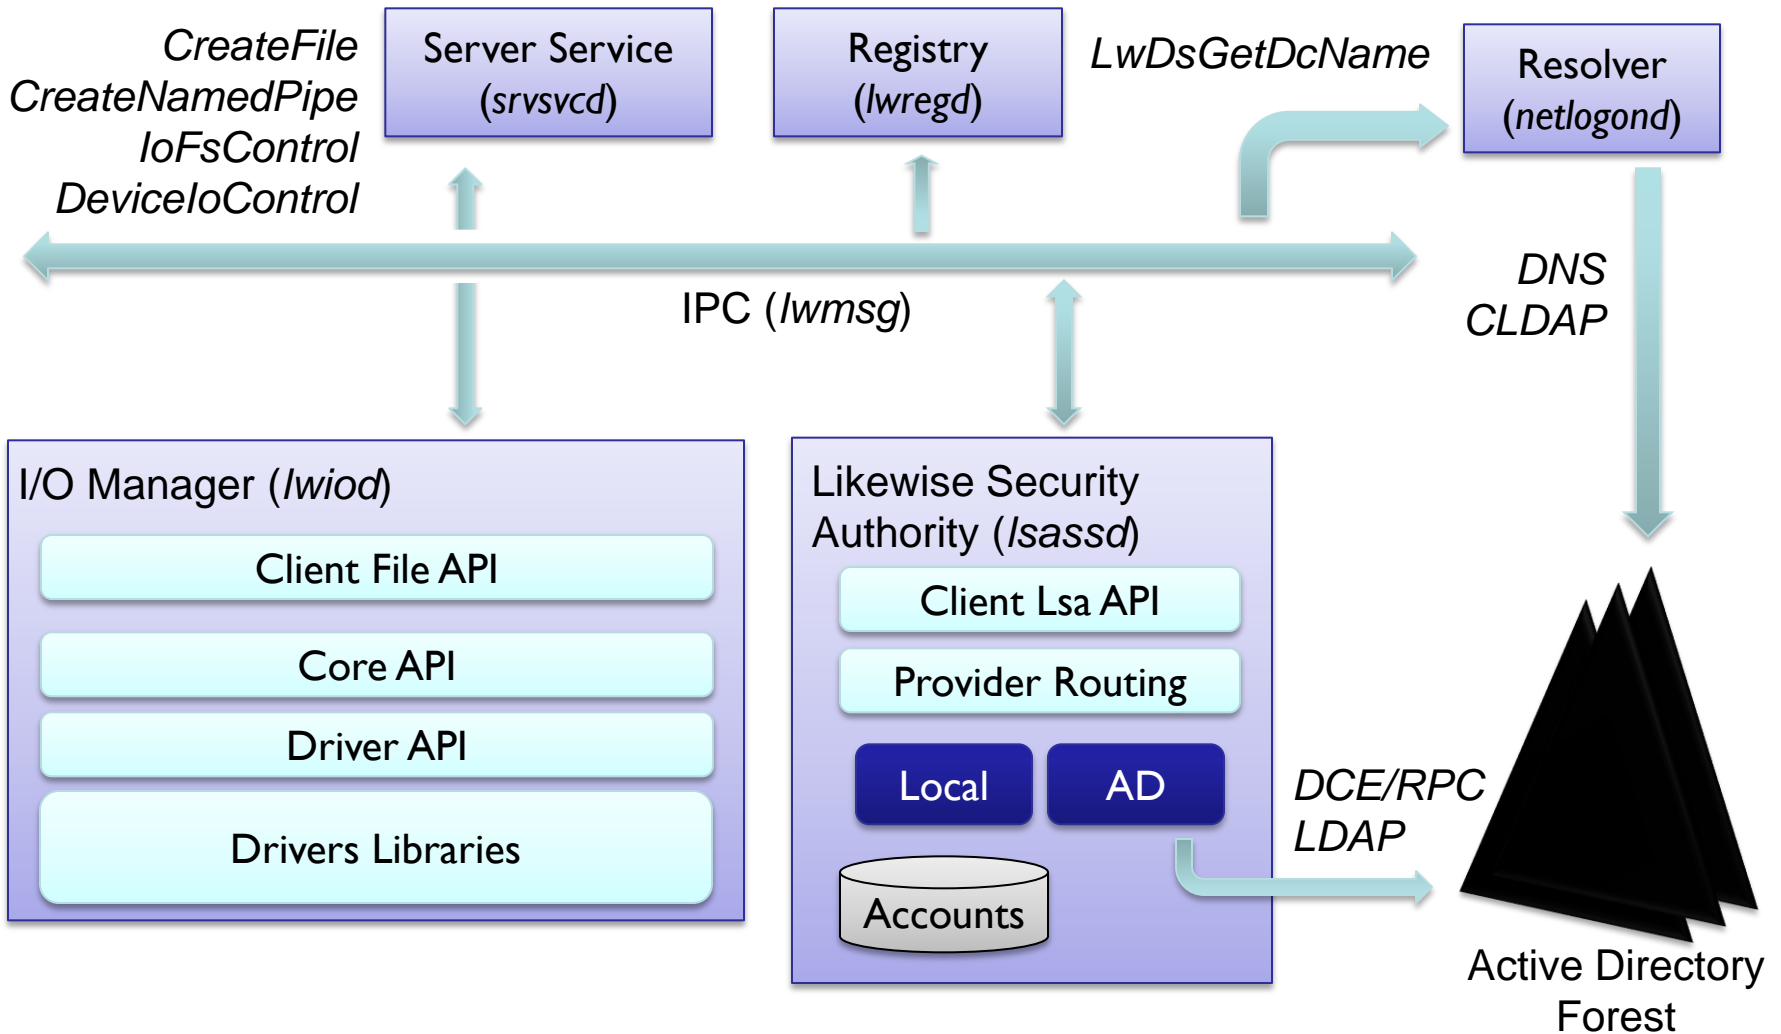 CreateFile
CreateNamedPipe
IoFsControl
DeviceIoControl
Server Service
(srvsvcd)
Registry
(lwregd)
LwDsGetDcName
Resolver
(netlogond)
IPC (lwmsg)
DNS
CLDAP
I/O Manager (lwiod)
Client File API
Core API
Driver API
Drivers Libraries
Likewise Security
Authority (lsassd)
Client Lsa API
Provider Routing
Local
AD
Accounts
DCE/RPC
LDAP
Active Directory
Forest